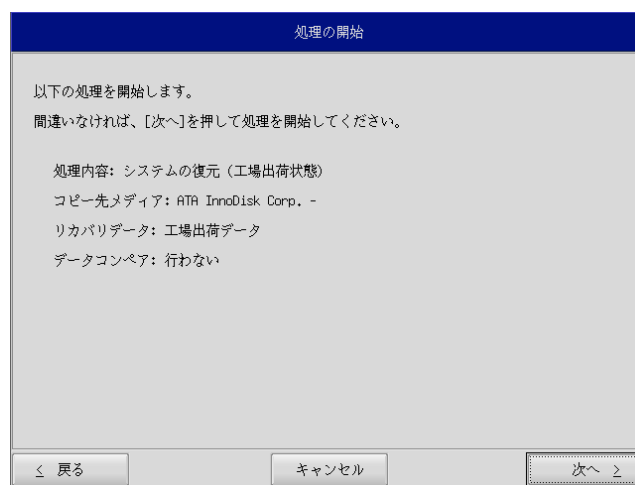 処理の開始
以下の処理を開始します。
間違いなければ、[次へ]を押して処理を開始してください。
処理内容: システムの復元（工場出荷状態）
コピー先メディア: ATA InnoDisk Corp. -
リカバリデータ: 工場出荷データ
データコンペア: 行わない
< 戻る
キャンセル
次へ >